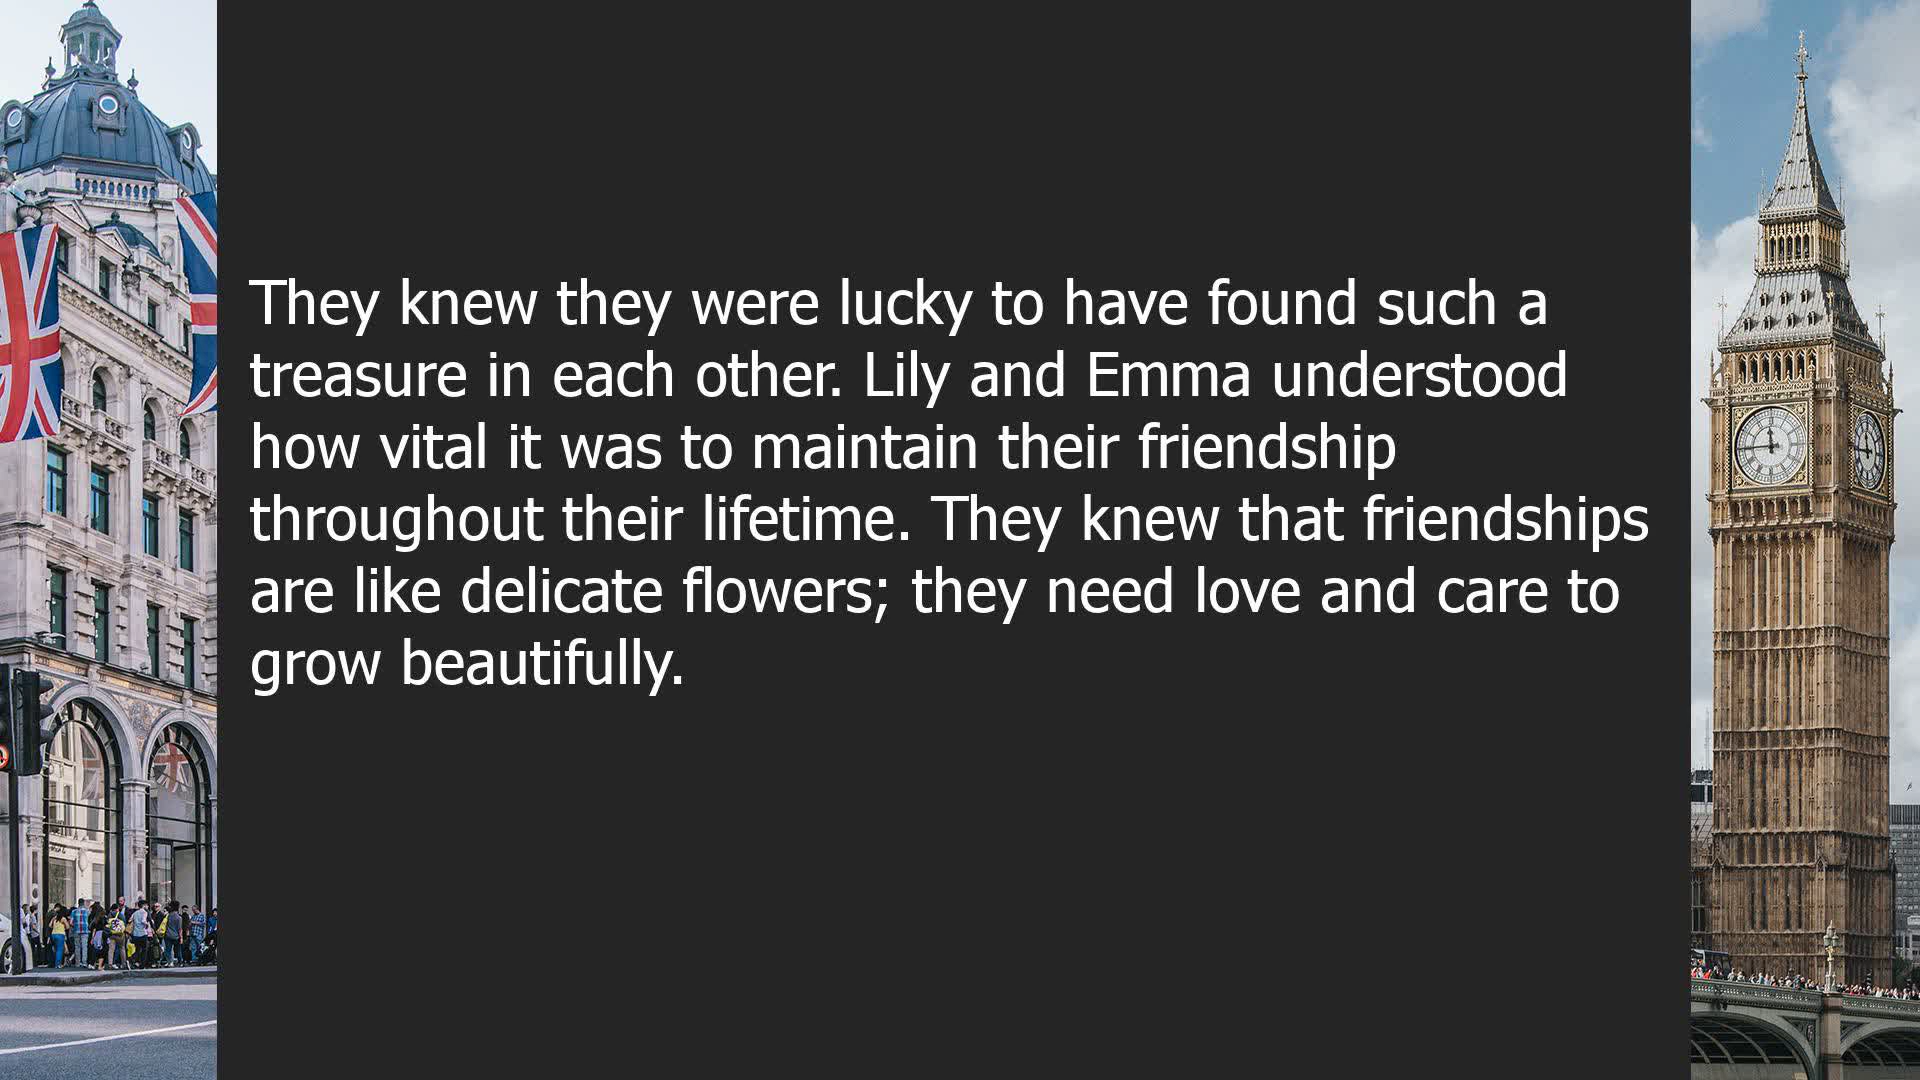 They knew they were lucky to have found such a
treasure in each other. Lily and Emma understood
how vital it was to maintain their friendship
throughout their lifetime. They knew that friendships
are like delicate flowers; they need love and care to
grow beautifully.